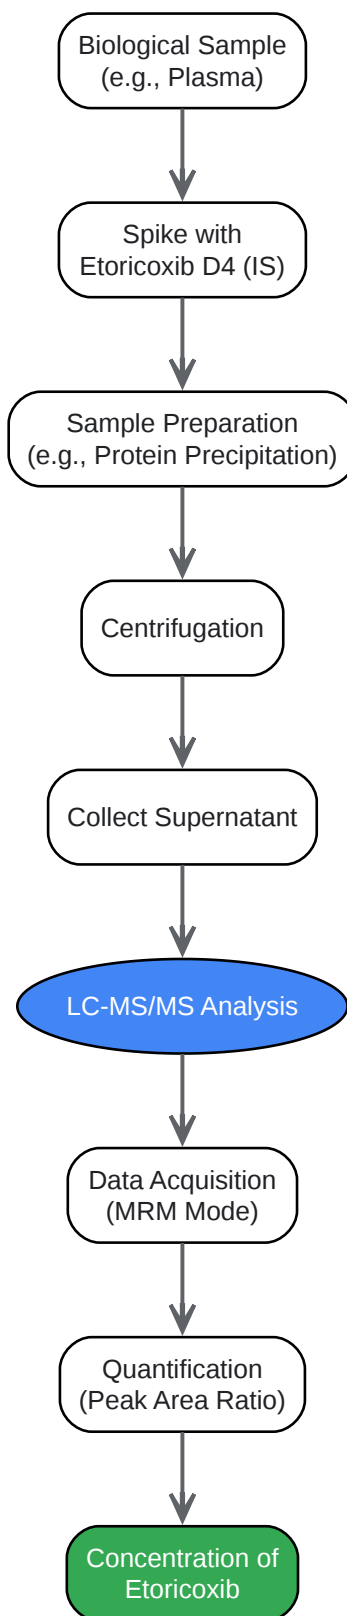 Biological Sample
(e.g., Plasma)
Spike with
Etoricoxib D4 (IS)
Sample Preparation
(e.g., Protein Precipitation)
Centrifugation
Collect Supernatant
LC-MS/MS Analysis
Data Acquisition
(MRM Mode)
Quantification
(Peak Area Ratio)
Concentration of
Etoricoxib